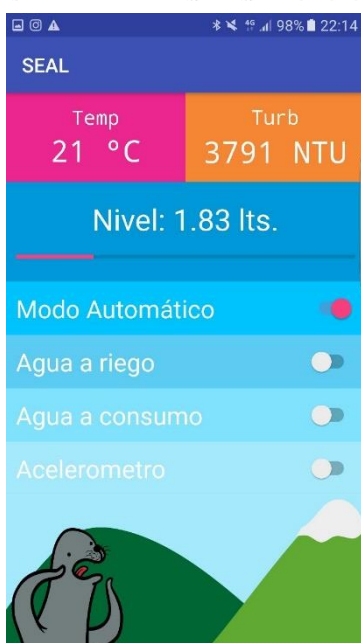 4G 98% 22:14
SEAL
Temp Turb
21 °C 3791 NTU
Nivel: 1.83 lts.
Modo Automático
Agua a riego
Agua a consumo
Acelerometro